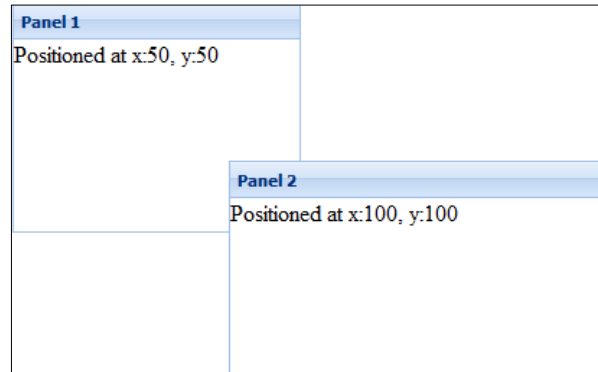 Panel 1
Positioned at x:50, y:50
Panel 2
Positioned at x:100, y:100